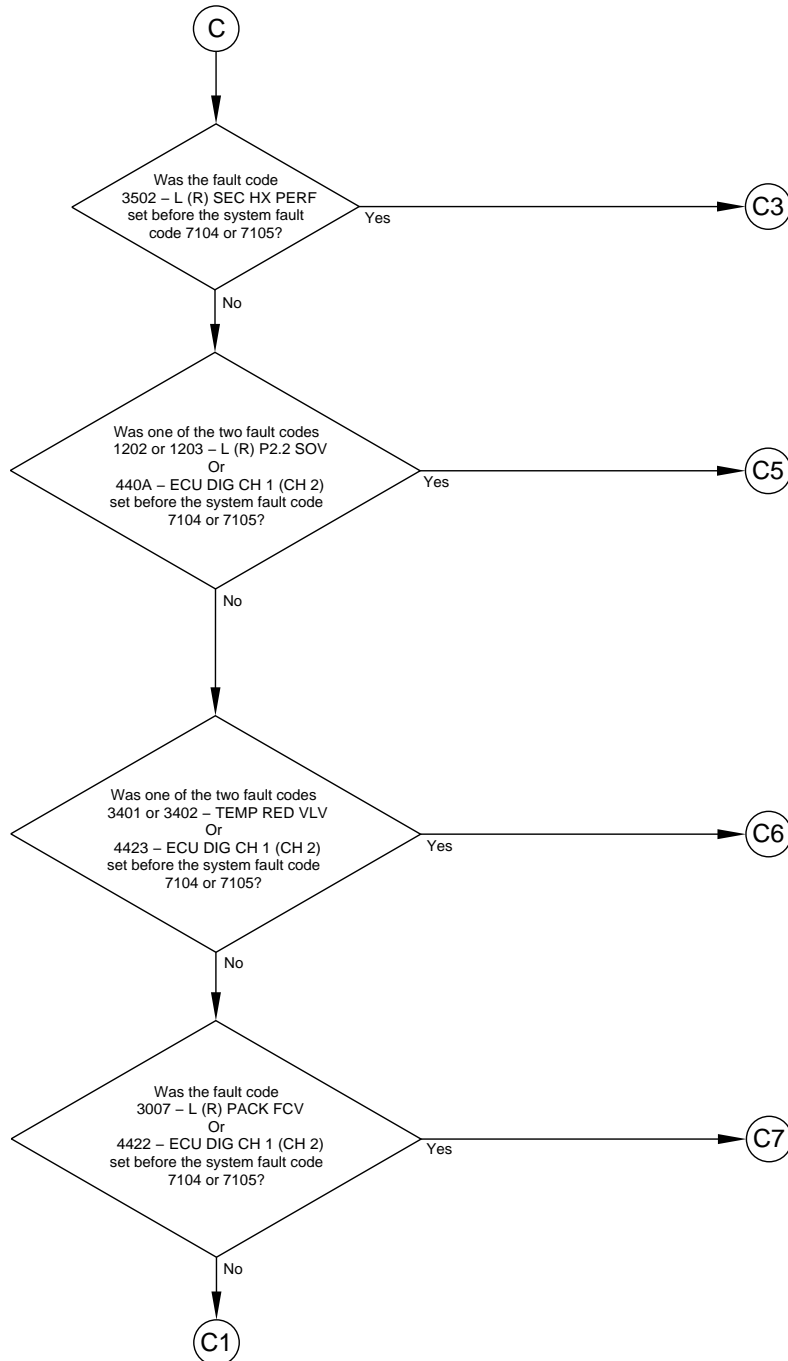 C
Was the fault code
3502 – L (R) SEC HX PERF
set before the system fault
code 7104 or 7105?
Yes
C3
No
Was one of the two fault codes
1202 or 1203 – L (R) P2.2 SOV
Or
440A – ECU DIG CH 1 (CH 2)
set before the system fault code
7104 or 7105?
Yes
C5
No
Was one of the two fault codes
3401 or 3402 – TEMP RED VLV
Or
4423 – ECU DIG CH 1 (CH 2)
set before the system fault code
7104 or 7105?
Yes
C6
No
Was the fault code
3007 – L (R) PACK FCV
Or
4422 – ECU DIG CH 1 (CH 2)
set before the system fault code
7104 or 7105?
Yes
C7
No
C1